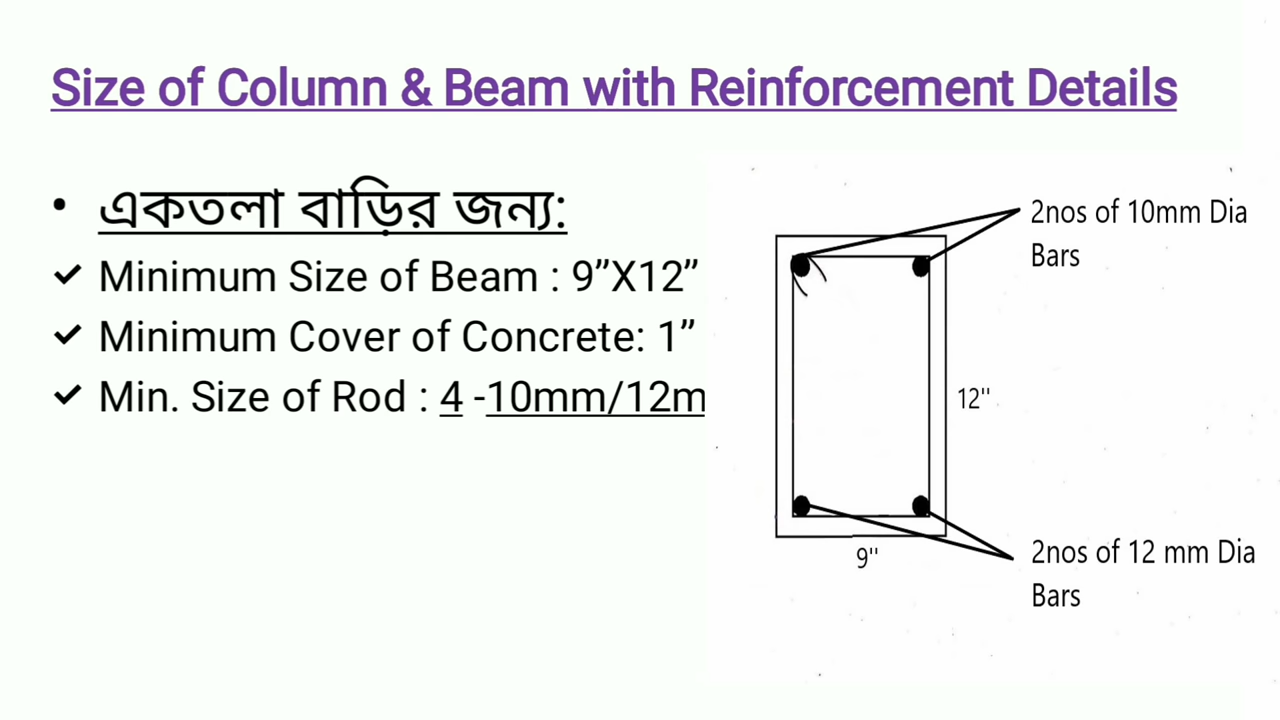 Size of Column & Beam with Reinforcement Details
• একতলা বাড়ির জন্য:
✓ Minimum Size of Beam : 9”X12”
✓ Minimum Cover of Concrete: 1”
✓ Min. Size of Rod : 4 -10mm/12m
2nos of 10mm Dia
Bars
12''
9''
2nos of 12 mm Dia
Bars